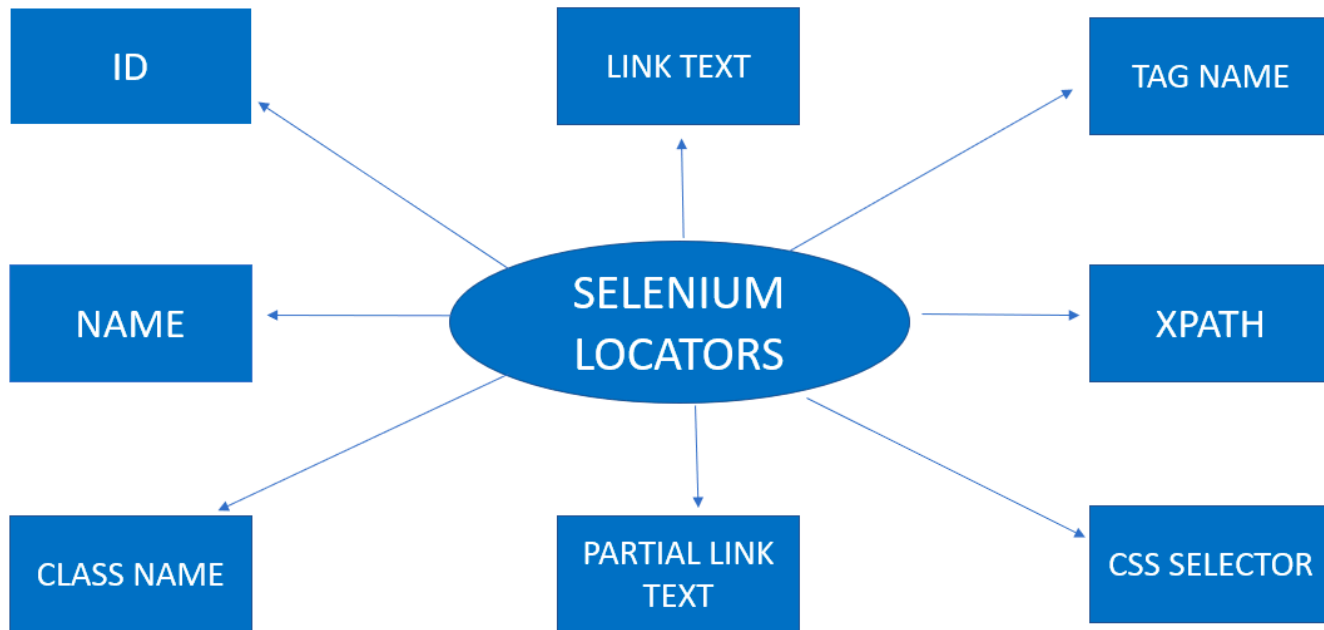 ID
LINK TEXT
TAG NAME
NAME
SELENIUM
LOCATORS
XPATH
CLASS NAME
PARTIAL LINK
TEXT
CSS SELECTOR